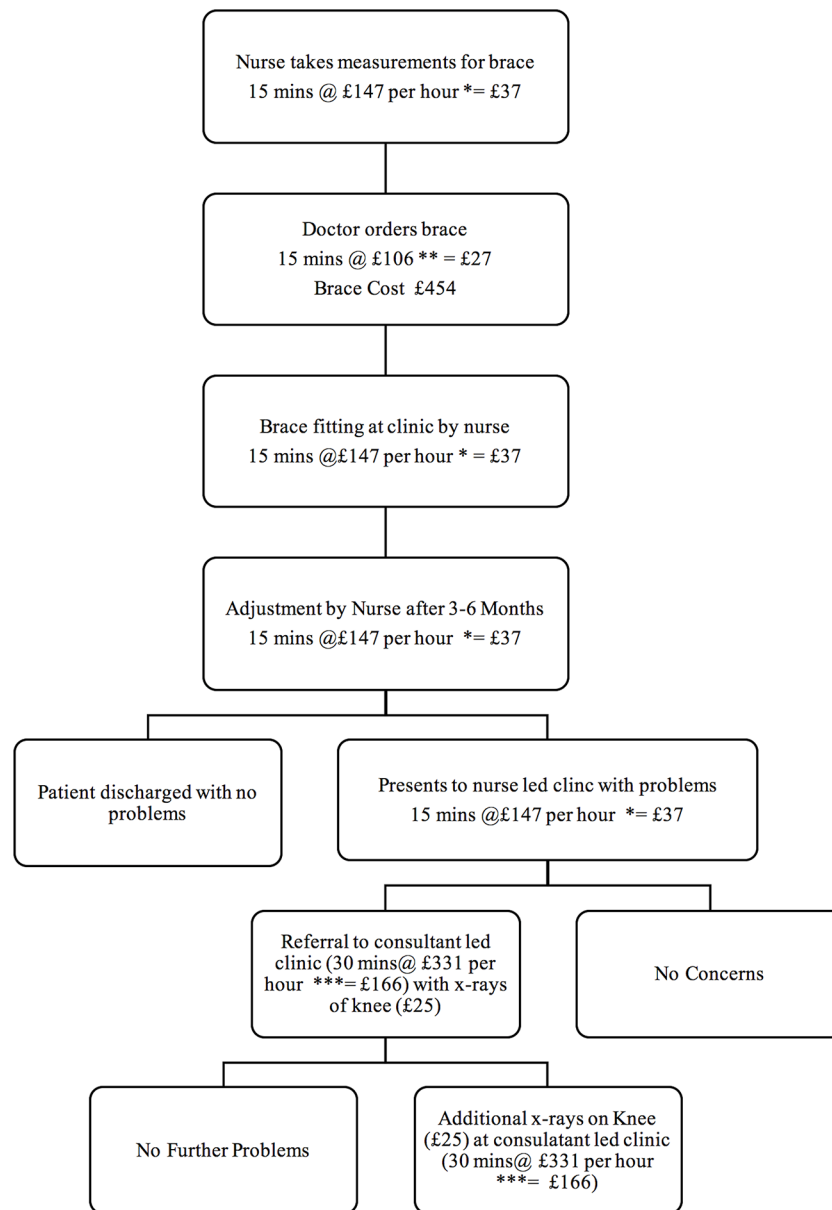 Nurse takes measurements for brace
15 mins @ £147 per hour *= £37
Doctor orders brace
15 mins @ £106 ** = £27
Brace Cost £454
Brace fitting at clinic by nurse
15 mins @£147 per hour * = £37
Adjustment by Nurse after 3-6 Months
15 mins @£147 per hour *= £37
Patient discharged with no
problems
Presents to nurse led clinc with problems
15 mins @£147 per hour *= £37
Referral to consultant led
clinic (30 mins@ £331 per
hour ***= £166) with x-rays
of knee (£25)
No Concerns
No Further Problems
Additional x-rays on Knee
(£25) at consulatant led clinic
(30 mins@ £331 per hour
***= £166)